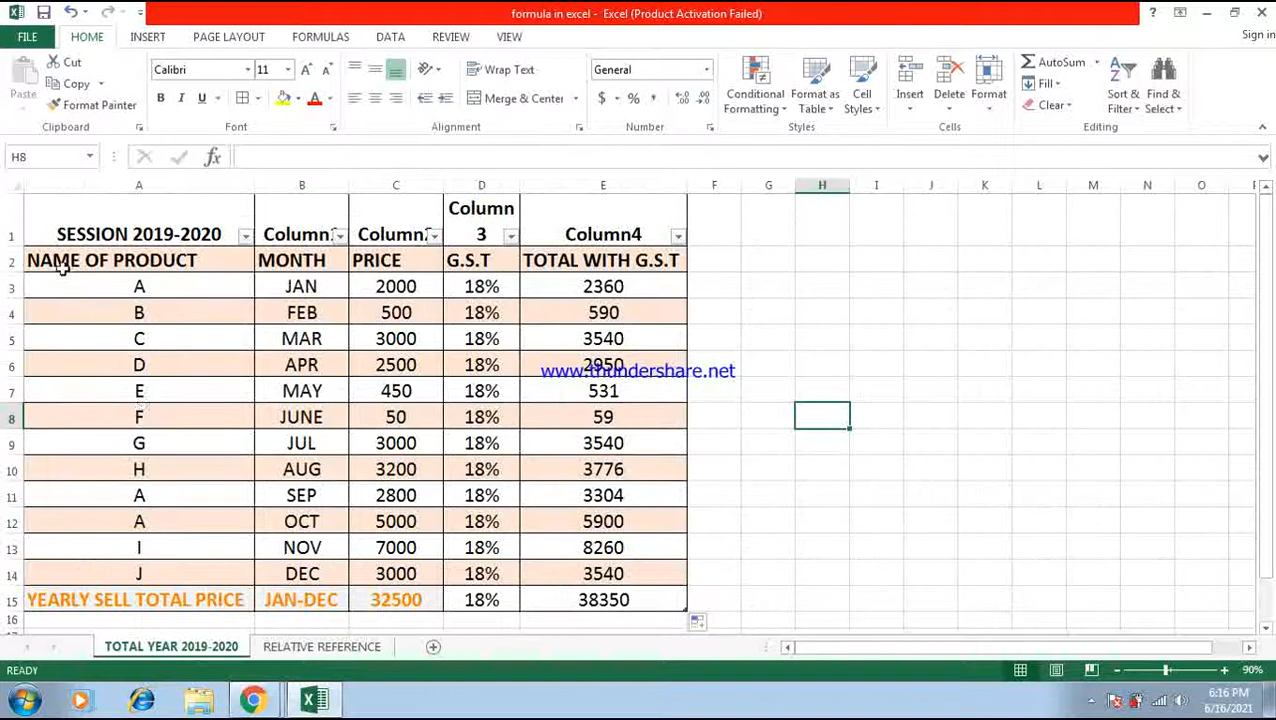 formula in excel - Excel (Product Activation Failed)
FILE HOME INSERT PAGE LAYOUT FORMULAS DATA REVIEW VIEW Sign in
Paste Cut Copy Format Painter
Calibri 11
Wrap Text
Merge & Center
General
Conditional Formatting Format as Table Cell Styles
Insert Delete Format
AutoSum Fill Clear
Sort & Filter Find & Select
Clipboard Font Alignment Number Styles Cells Editing
H8 fx
A B C D E F G H I J K L M N O
1 SESSION 2019-2020 Column Column Column 3 Column4
2 NAME OF PRODUCT MONTH PRICE G.S.T TOTAL WITH G.S.T
3 A JAN 2000 18% 2360
4 B FEB 500 18% 590
5 C MAR 3000 18% 3540
6 D APR 2500 18% 2950
www.thundershare.net
7 E MAY 450 18% 531
8 F JUNE 50 18% 59
9 G JUL 3000 18% 3540
10 H AUG 3200 18% 3776
11 A SEP 2800 18% 3304
12 A OCT 5000 18% 5900
13 I NOV 7000 18% 8260
14 J DEC 3000 18% 3540
15 YEARLY SELL TOTAL PRICE JAN-DEC 32500 18% 38350
16
TOTAL YEAR 2019-2020 RELATIVE REFERENCE
READY 90%
6:16 PM
6/16/2021